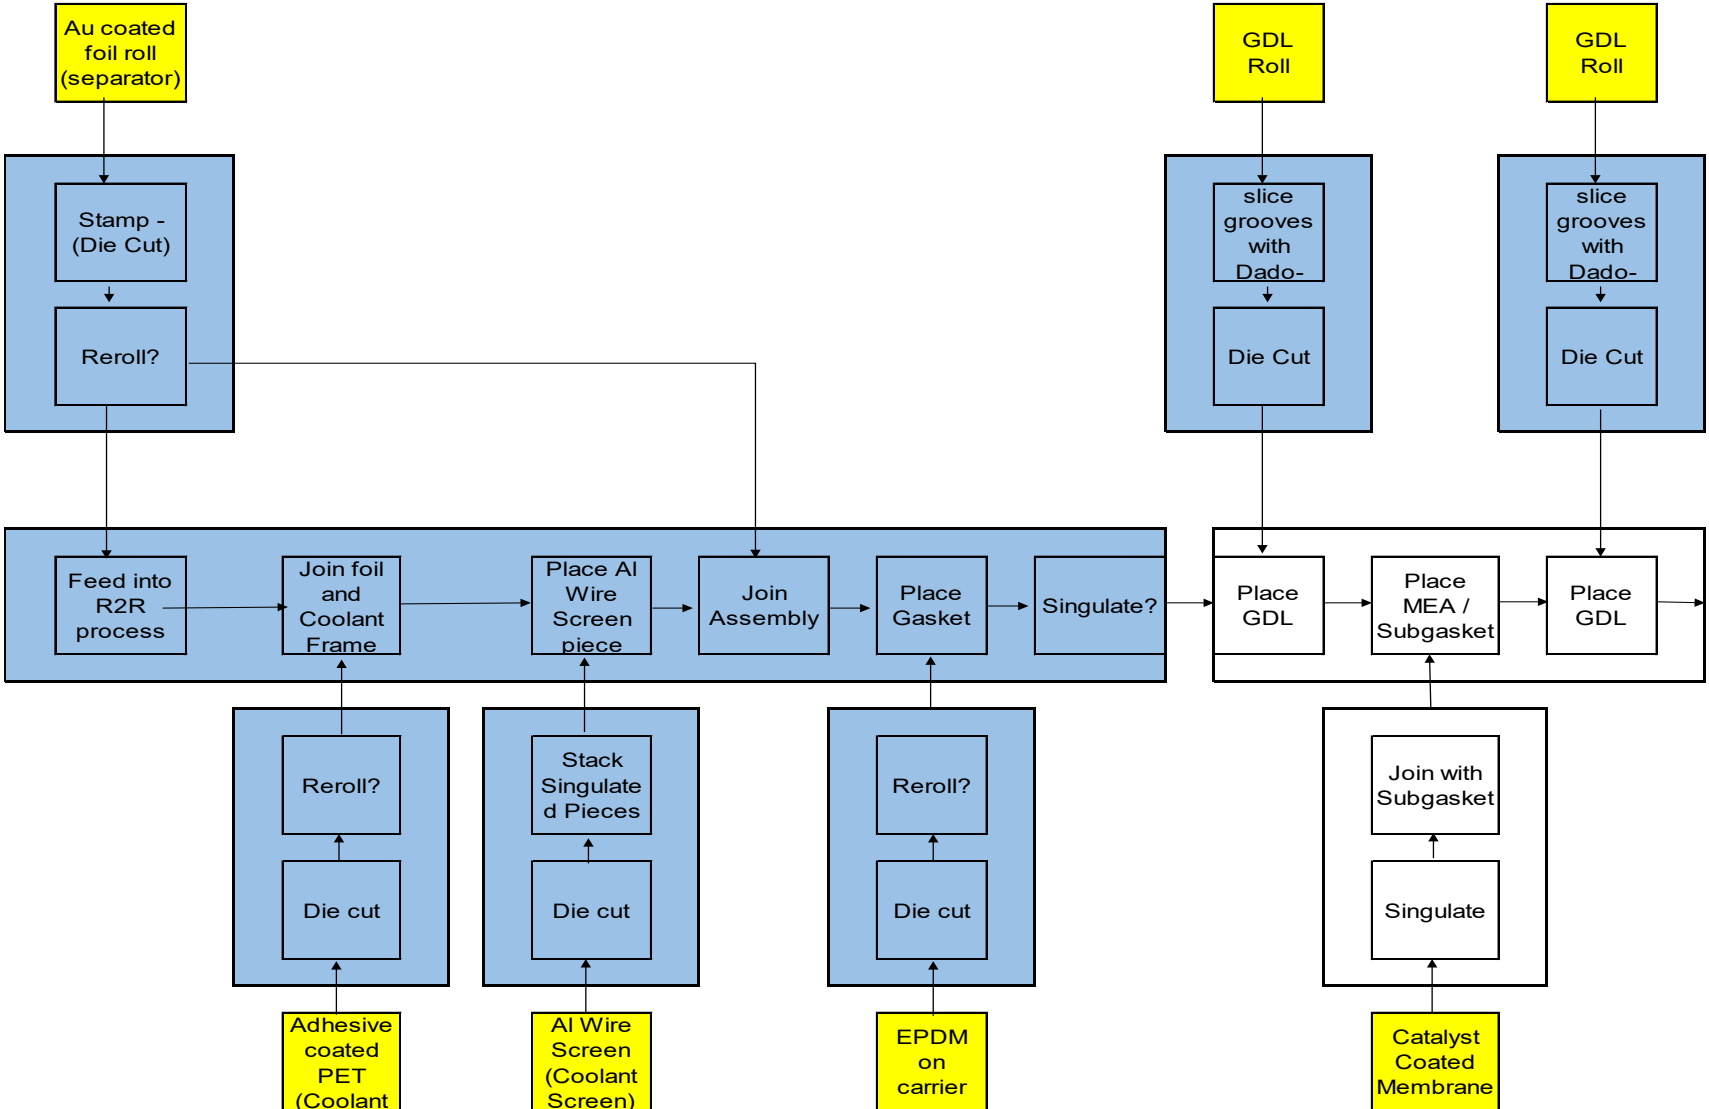 Au coated
foil roll
(separator)
GDL
Roll
GDL
Roll
Stamp -
(Die Cut)
slice
grooves
with
Dado-
slice
grooves
with
Dado-
Reroll?
Die Cut
Die Cut
Feed into
R2R
process
Join foil
and
Coolant
Frame
Place Al
Wire
Screen
piece
Join
Assembly
Place
Gasket
Singulate?
Place
GDL
Place
MEA /
Subgasket
Place
GDL
Reroll?
Stack
Singulate
d Pieces
Reroll?
Join with
Subgasket
Die cut
Die cut
Die cut
Singulate
Adhesive
coated
PET
(Coolant
Al Wire
Screen
(Coolant
Screen)
EPDM
on
carrier
Catalyst
Coated
Membrane